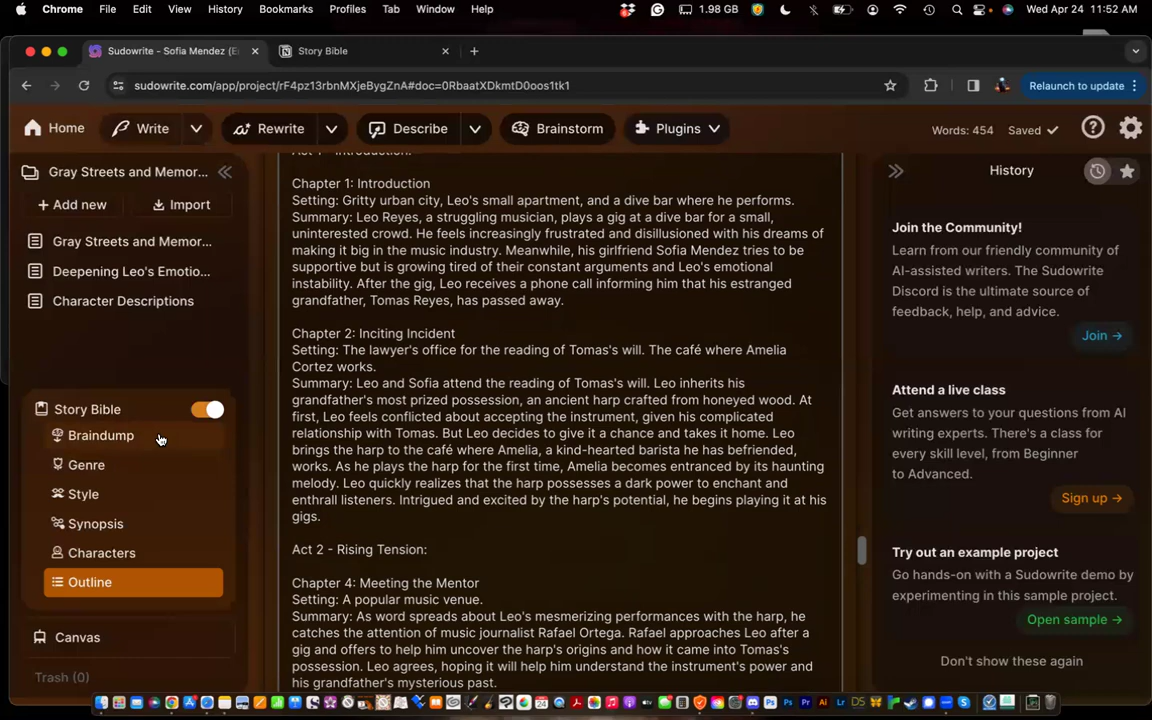 Chrome File Edit View History Bookmarks Profiles Tab Window Help 1.98 GB Wed Apr 24 11:52 AM
Sudowrite - Sofia Mendez (E Story Bible
sudowrite.com/app/project/rF4pz13rbnMXjeBygZnA#doc=0RbaatXDkmtD0oos1tk1 Relaunch to update
Home Write Rewrite Describe Brainstorm Plugins Words: 454 Saved
Gray Streets and Memor...
Add new Import
Gray Streets and Memor...
Deepening Leo's Emotio...
Character Descriptions
Story Bible
Braindump
Genre
Style
Synopsis
Characters
Outline
Canvas
Trash (0)
Act 1 - Introduction:
Chapter 1: Introduction
Setting: Gritty urban city, Leo's small apartment, and a dive bar where he performs.
Summary: Leo Reyes, a struggling musician, plays a gig at a dive bar for a small,
uninterested crowd. He feels increasingly frustrated and disillusioned with his dreams of
making it big in the music industry. Meanwhile, his girlfriend Sofia Mendez tries to be
supportive but is growing tired of their constant arguments and Leo's emotional
instability. After the gig, Leo receives a phone call informing him that his estranged
grandfather, Tomas Reyes, has passed away.
Chapter 2: Inciting Incident
Setting: The lawyer's office for the reading of Tomas's will. The café where Amelia
Cortez works.
Summary: Leo and Sofia attend the reading of Tomas's will. Leo inherits his
grandfather's most prized possession, an ancient harp crafted from honeyed wood. At
first, Leo feels conflicted about accepting the instrument, given his complicated
relationship with Tomas. But Leo decides to give it a chance and takes it home. Leo
brings the harp to the café where Amelia, a kind-hearted barista he has befriended,
works. As he plays the harp for the first time, Amelia becomes entranced by its haunting
melody. Leo quickly realizes that the harp possesses a dark power to enchant and
enthrall listeners. Intrigued and excited by the harp's potential, he begins playing it at his
gigs.
Act 2 - Rising Tension:
Chapter 4: Meeting the Mentor
Setting: A popular music venue.
Summary: As word spreads about Leo's mesmerizing performances with the harp, he
catches the attention of music journalist Rafael Ortega. Rafael approaches Leo after a
gig and offers to help him uncover the harp's origins and how it came into Tomas's
possession. Leo agrees, hoping it will help him understand the instrument's power and
his grandfather's mysterious past.
History
Join the Community!
Learn from our friendly community of
AI-assisted writers. The Sudowrite
Discord is the ultimate source of
feedback, help, and advice.
Join →
Attend a live class
Get answers to your questions from AI
writing experts. There's a class for
every skill level, from Beginner
to Advanced.
Sign up →
Try out an example project
Go hands-on with a Sudowrite demo by
experimenting in this sample project.
Open sample →
Don't show these again